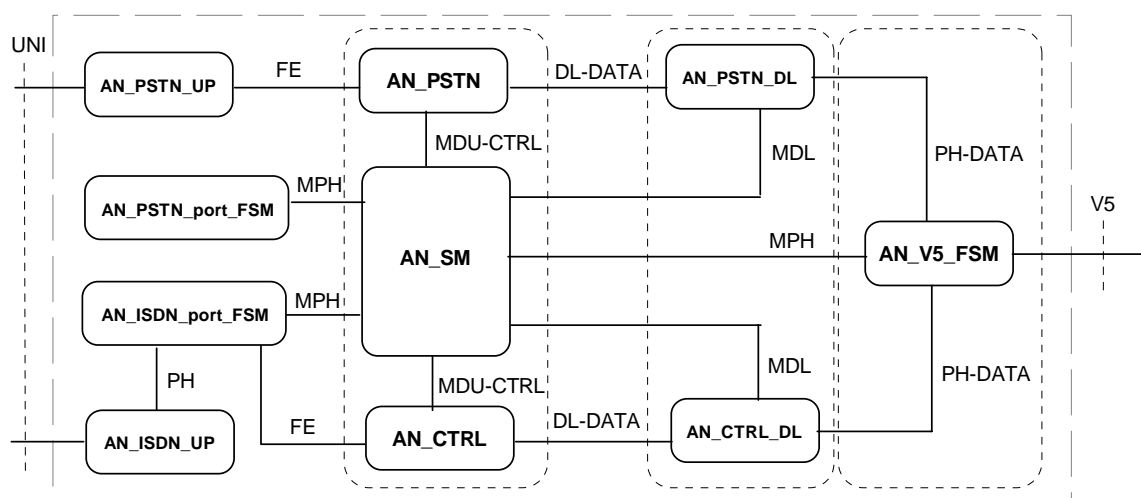 UNI
AN_PSTN_UP
FE
AN_PSTN
DL-DATA
AN_PSTN_DL
MDU-CTRL
MDL
PH-DATA
AN_PSTN_port_FSM
MPH
AN_SM
MPH
AN_V5_FSM
V5
AN_ISDN_port_FSM
MPH
PH
MDU-CTRL
MDL
PH-DATA
AN_ISDN_UP
FE
AN_CTRL
DL-DATA
AN_CTRL_DL